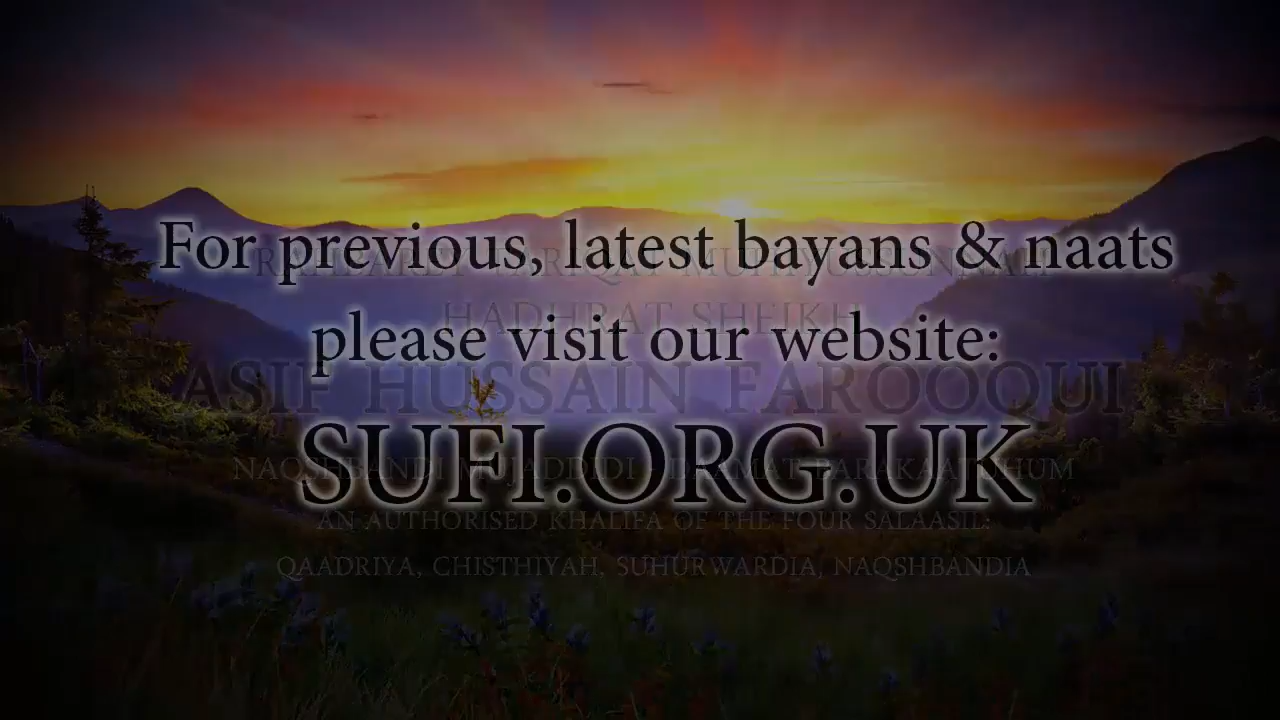 For previous, latest bayans & naats
HADHRAT SHEIKH
please visit our website:
ASIF HUSSAIN FAROOQUI
SUFI.ORG.UK
NAQSHBANDI
AN AUTHORISED KHALIFA OF THE FOUR SALAASIL:
QAADRIYA, CHISTHIYAH, SUHURWARDIA, NAQSHBANDIA